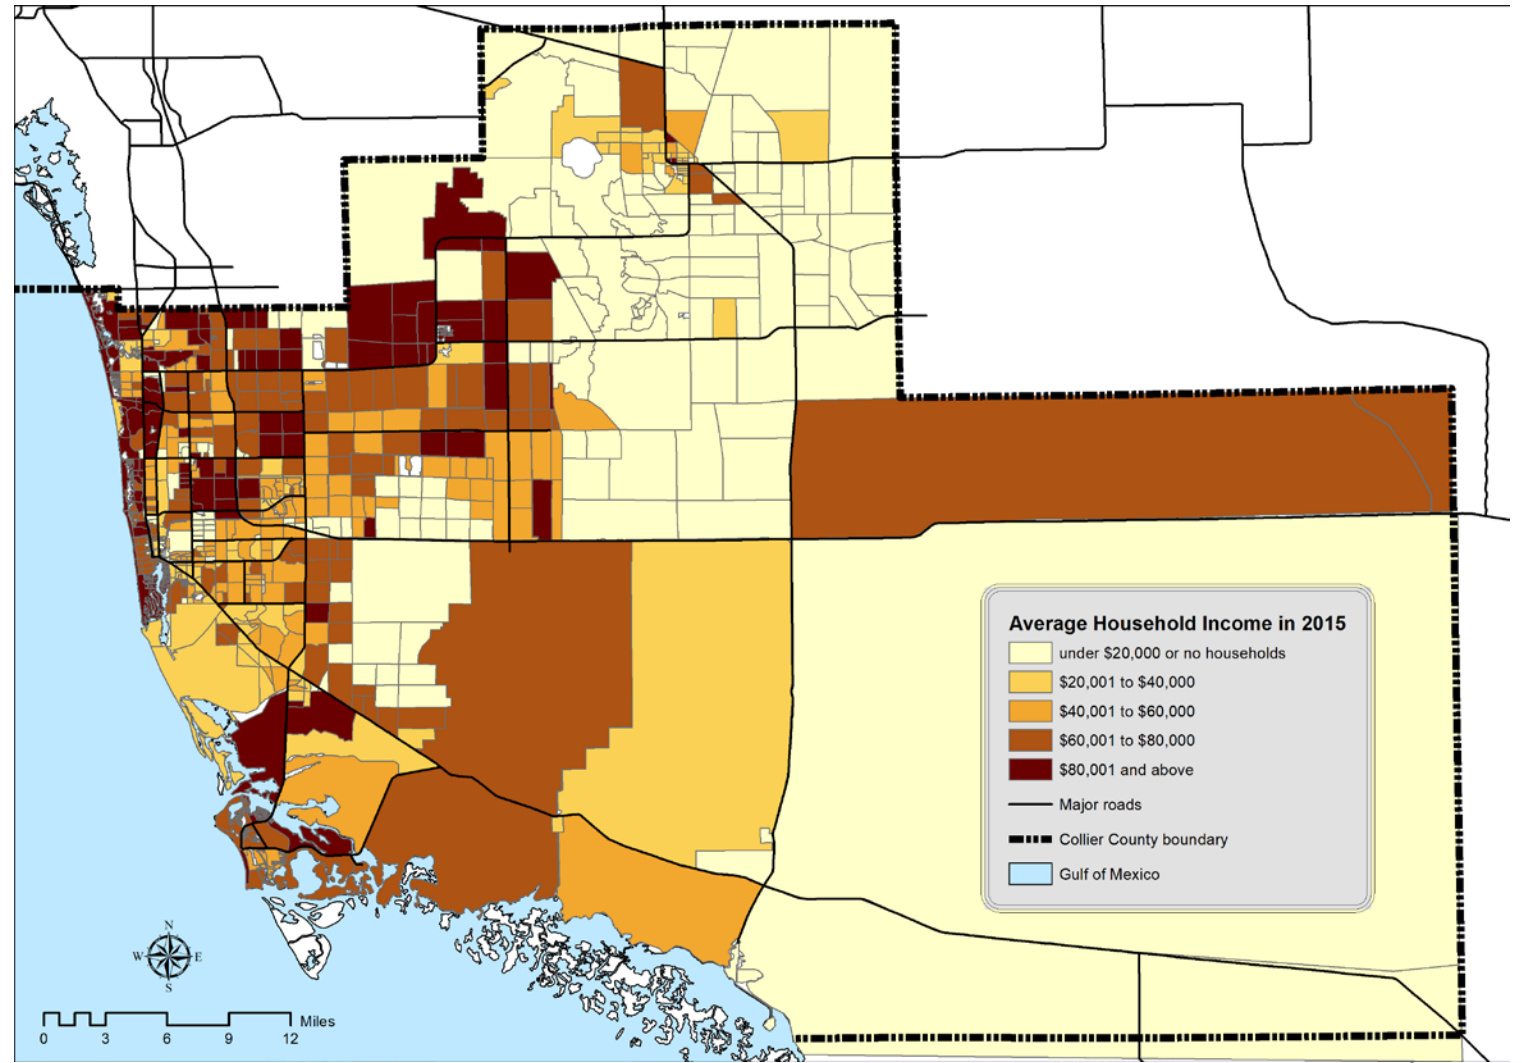 Average Household Income in 2015
under $20,000 or no households
$20,001 to $40,000
$40,001 to $60,000
$60,001 to $80,000
$80,001 and above
Major roads
Collier County boundary
Gulf of Mexico
N
W E
S
Miles
0 3 6 9 12